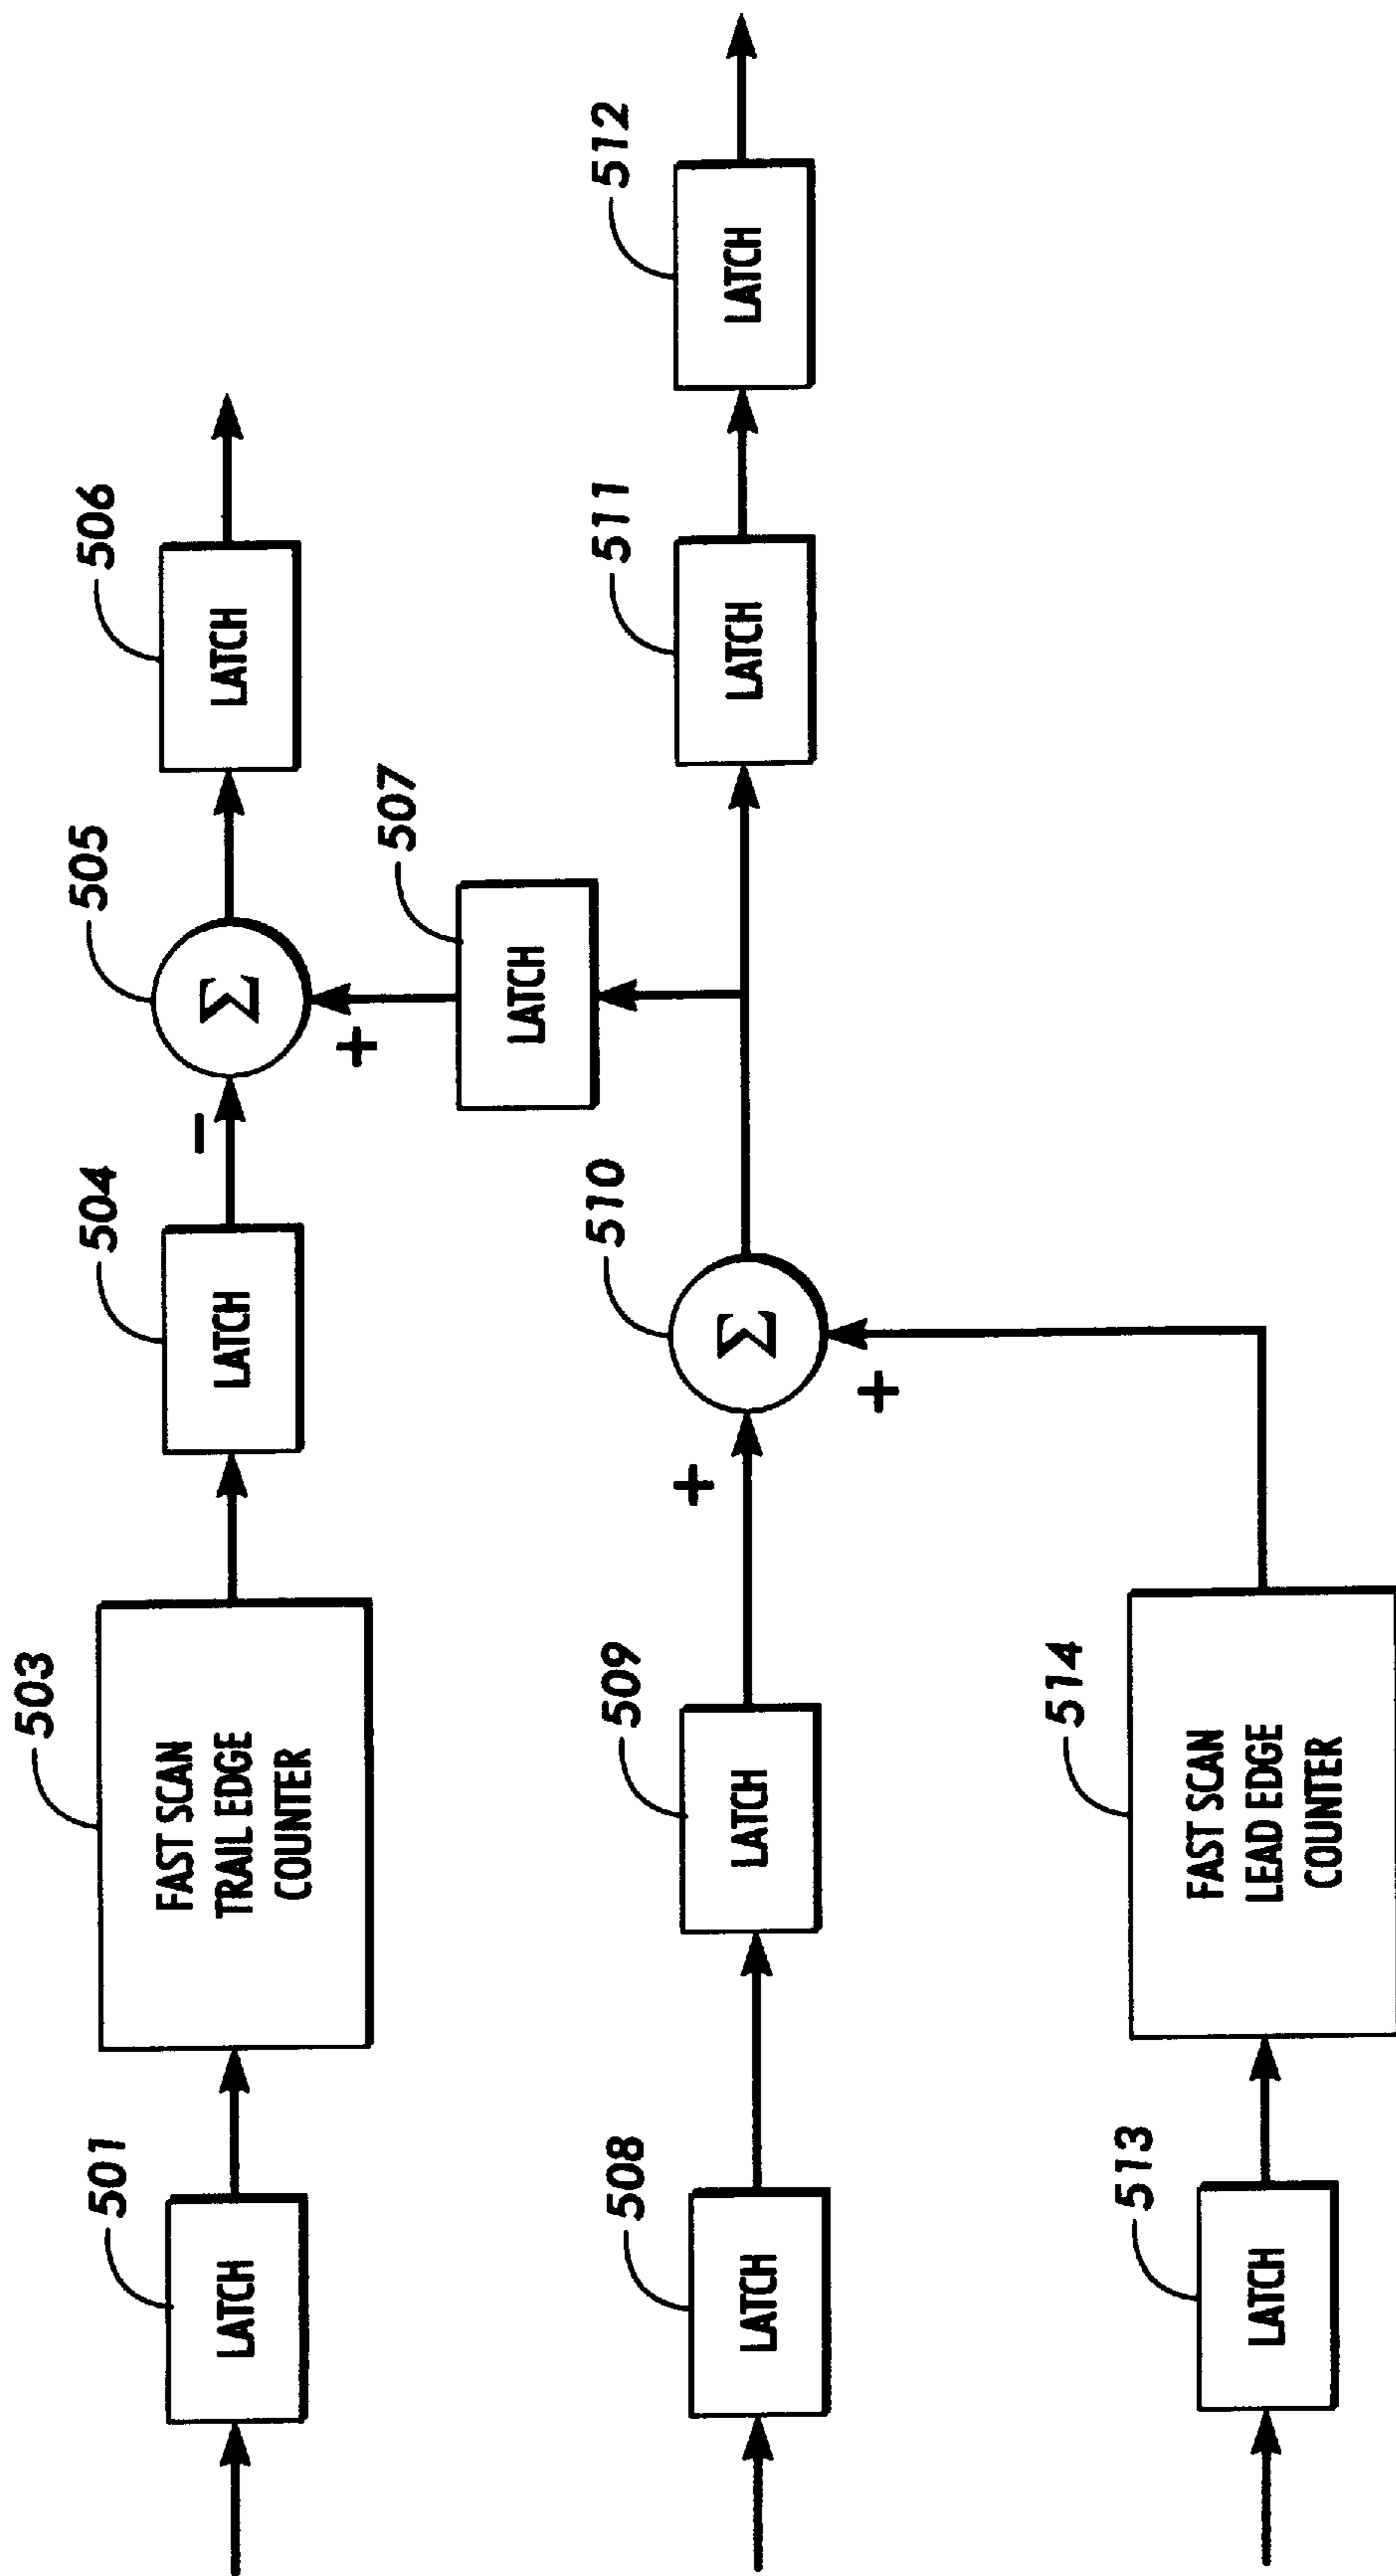 501
LATCH
503
FAST SCAN
TRAIL EDGE
COUNTER
504
LATCH
−
505
Σ
+
506
LATCH
507
LATCH
508
LATCH
509
LATCH
+
510
Σ
+
511
LATCH
512
LATCH
513
LATCH
514
FAST SCAN
LEAD EDGE
COUNTER